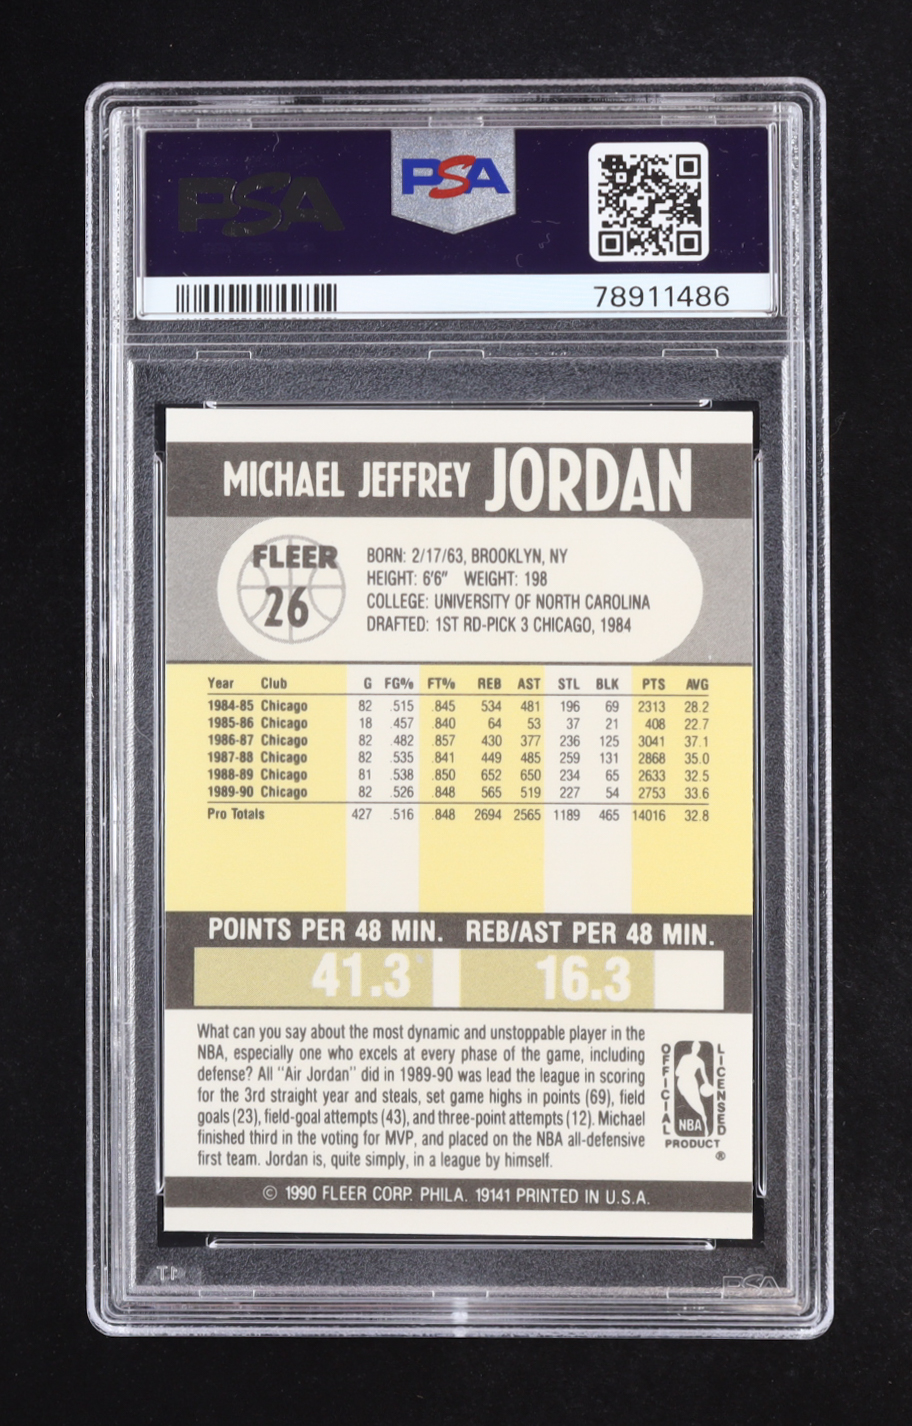 PSA
PSA
78911486
MICHAEL JEFFREY JORDAN
FLEER
26
BORN: 2/17/63, BROOKLYN, NY
HEIGHT: 6'6" WEIGHT: 198
COLLEGE: UNIVERSITY OF NORTH CAROLINA
DRAFTED: 1ST RD-PICK 3 CHICAGO, 1984
Year Club G FG% FT% REB AST STL BLK PTS AVG
1984-85 Chicago 82 .515 .845 534 481 196 69 2313 28.2
1985-86 Chicago 18 .457 .840 64 53 37 21 408 22.7
1986-87 Chicago 82 .482 .857 430 377 236 125 3041 37.1
1987-88 Chicago 82 .535 .841 449 485 259 131 2868 35.0
1988-89 Chicago 81 .538 .850 652 650 234 65 2633 32.5
1989-90 Chicago 82 .526 .848 565 519 227 54 2753 33.6
Pro Totals 427 .516 .848 2694 2565 1189 465 14016 32.8
POINTS PER 48 MIN. REB/AST PER 48 MIN.
41.3 16.3
What can you say about the most dynamic and unstoppable player in the
NBA, especially one who excels at every phase of the game, including
defense? All "Air Jordan" did in 1989-90 was lead the league in scoring
for the 3rd straight year and steals, set game highs in points (69), field
goals (23), field-goal attempts (43), and three-point attempts (12). Michael
finished third in the voting for MVP, and placed on the NBA all-defensive
first team. Jordan is, quite simply, in a league by himself.
OFFICIAL
NBA
LICENSED
PRODUCT
®
© 1990 FLEER CORP. PHILA. 19141 PRINTED IN U.S.A.
PSA